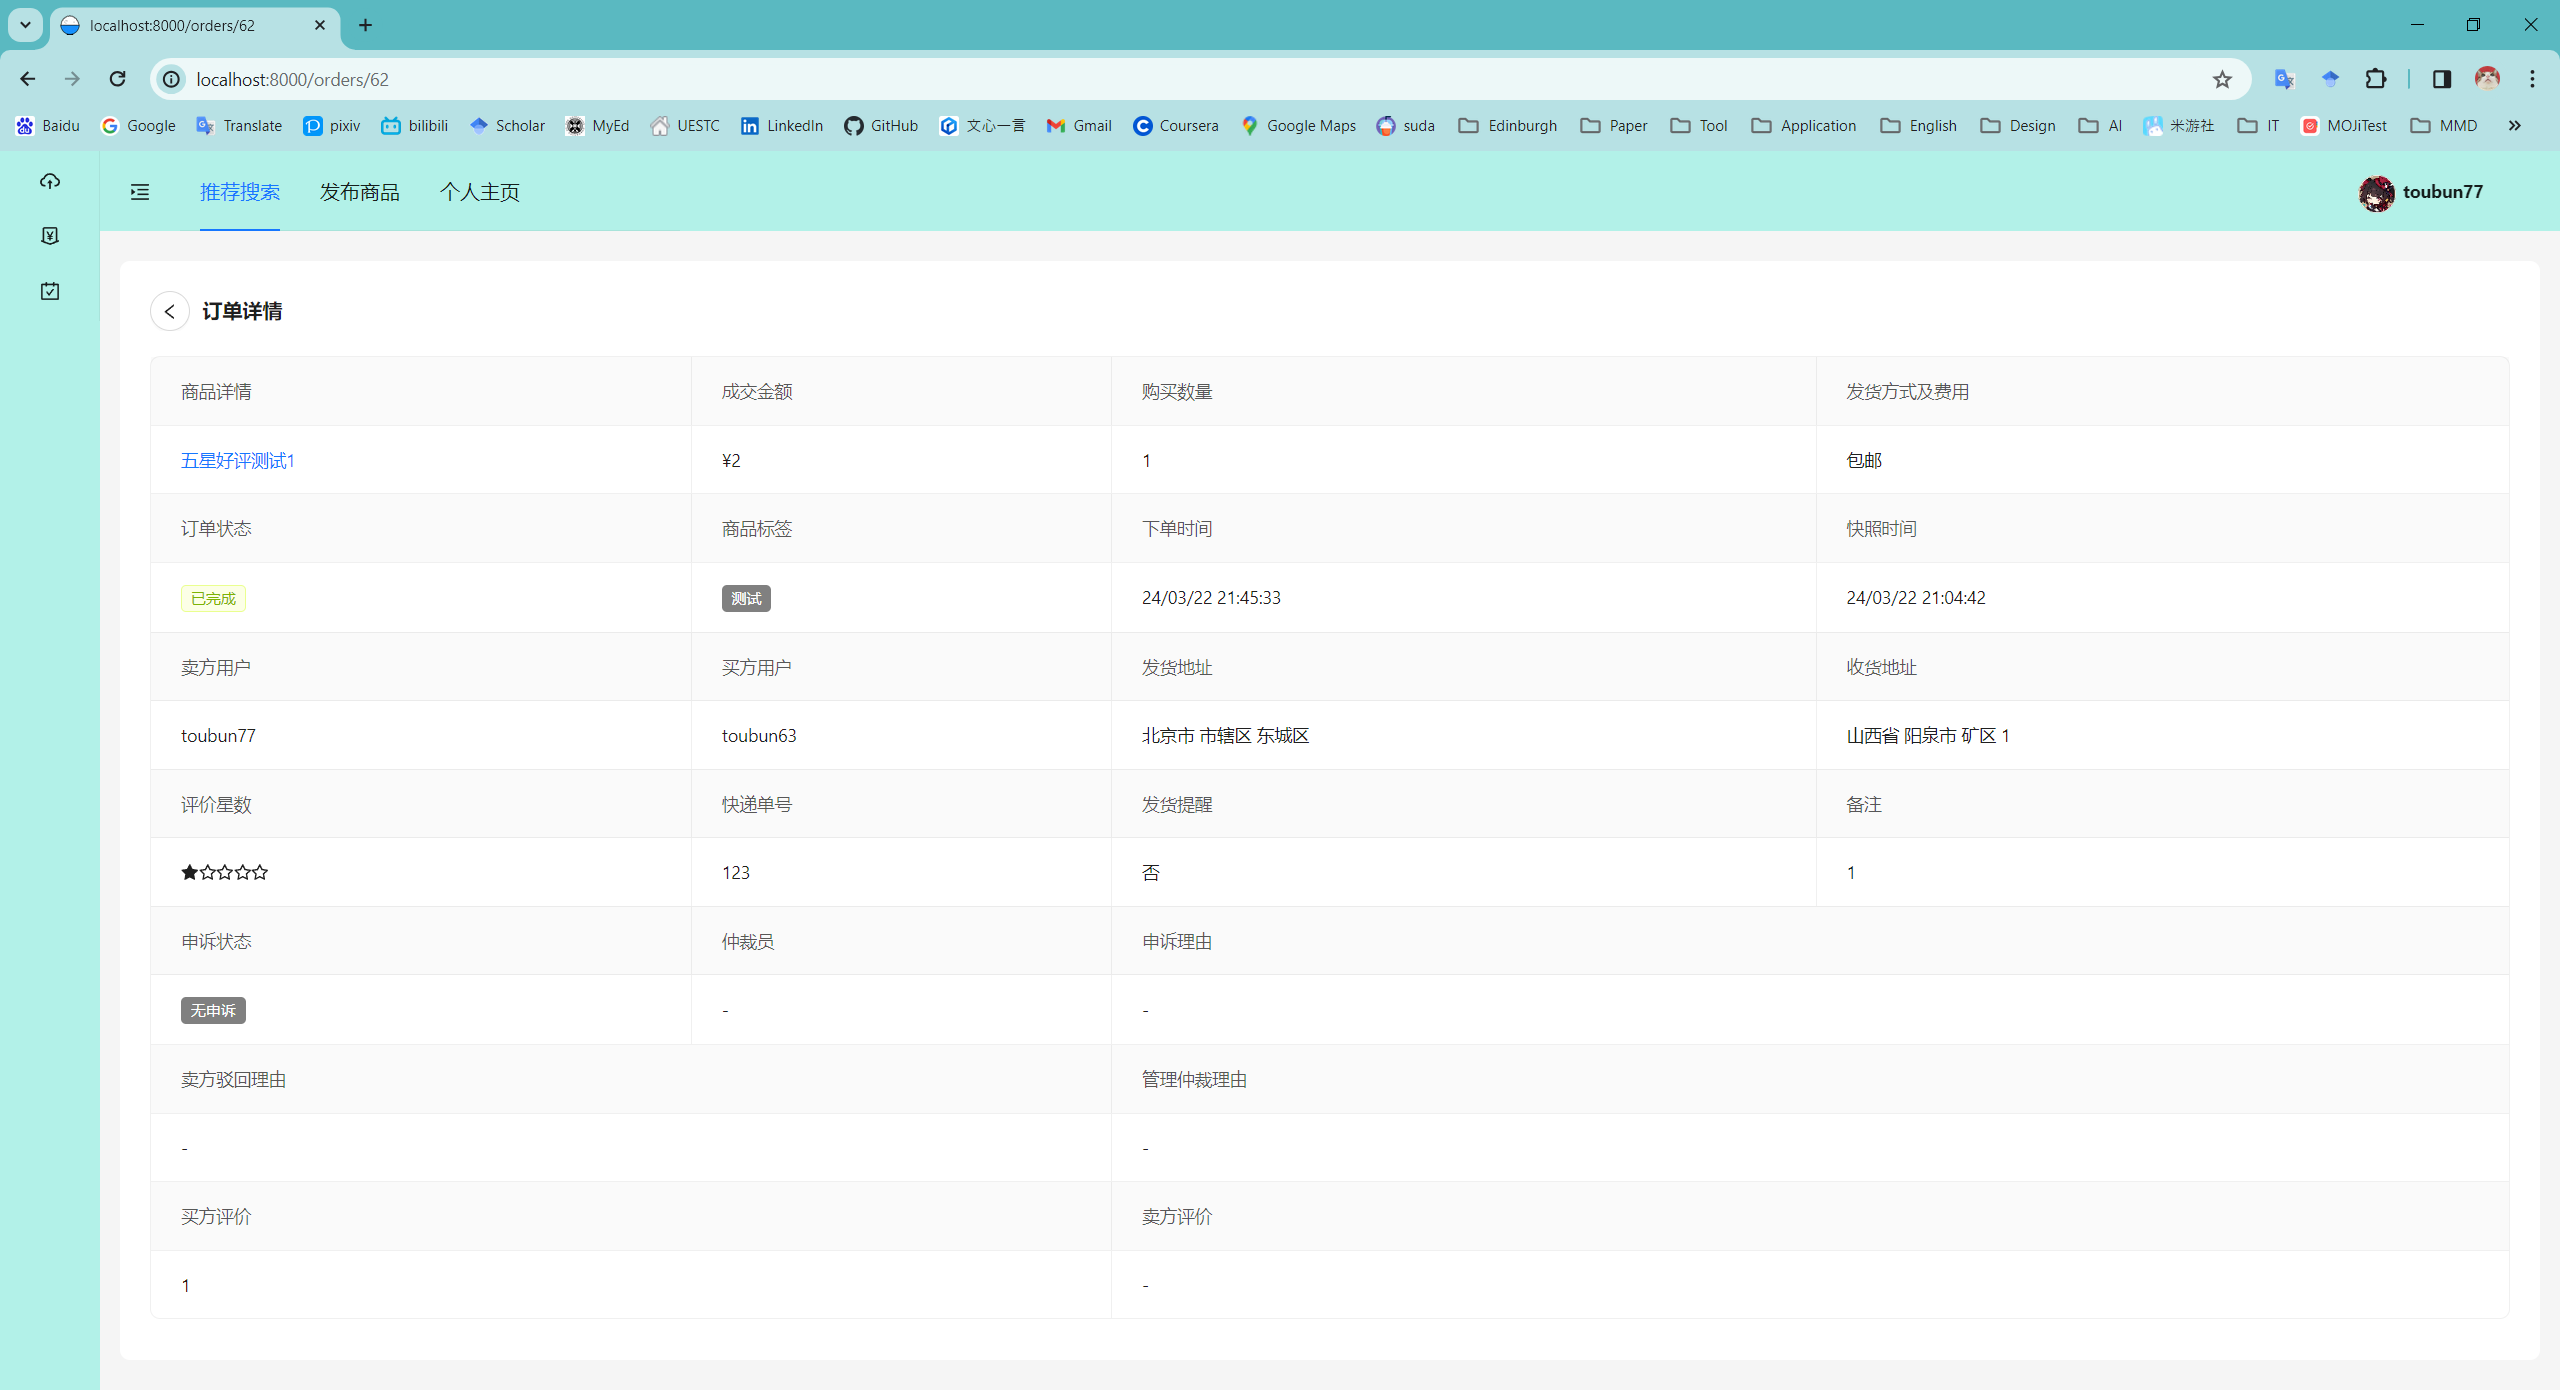 localhost:8000/orders/62
localhost:8000/orders/62
Baidu Google Translate pixiv bilibili Scholar MyEd UESTC LinkedIn GitHub 文心一言 Gmail Coursera Google Maps suda Edinburgh Paper Tool Application English Design AI 米游社 IT MOJiTest MMD
推荐搜索 发布商品 个人主页 toubun77
订单详情
商品详情 成交金额 购买数量 发货方式及费用
五星好评测试1 ¥2 1 包邮
订单状态 商品标签 下单时间 快照时间
已完成 测试 24/03/22 21:45:33 24/03/22 21:04:42
卖方用户 买方用户 发货地址 收货地址
toubun77 toubun63 北京市 市辖区 东城区 山西省 阳泉市 矿区 1
评价星数 快递单号 发货提醒 备注
★☆☆☆☆ 123 否 1
申诉状态 仲裁员 申诉理由
无申诉 - -
卖方驳回理由 管理仲裁理由
- -
买方评价 卖方评价
1 -